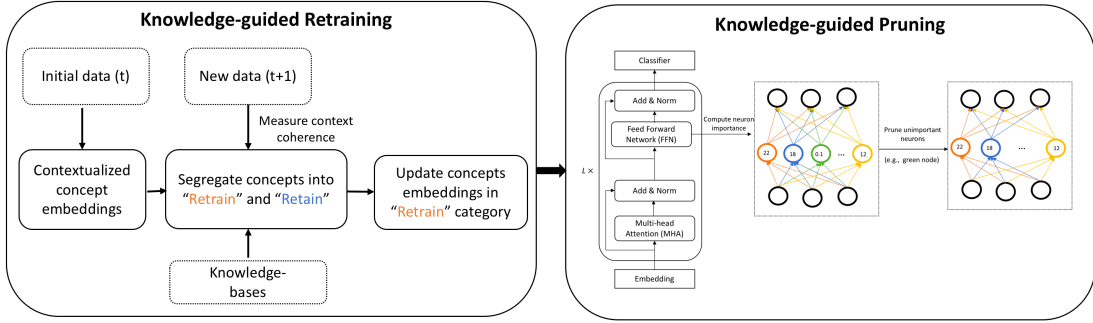 Knowledge-guided Retraining
Initial data (t)
New data (t+1)
Measure context
coherence
Contextualized
concept
embeddings
Segregate concepts into
“Retrain” and “Retain”
Update concepts
embeddings in
“Retrain” category
Knowledge-
bases
Knowledge-guided Pruning
Classifier
Add & Norm
Feed Forward
Network (FFN)
L ×
Add & Norm
Multi-head
Attention (MHA)
Embedding
Compute neuron
importance
22
18
0.1
...
12
Prune unimportant
neurons
(e.g., green node)
22
18
...
12